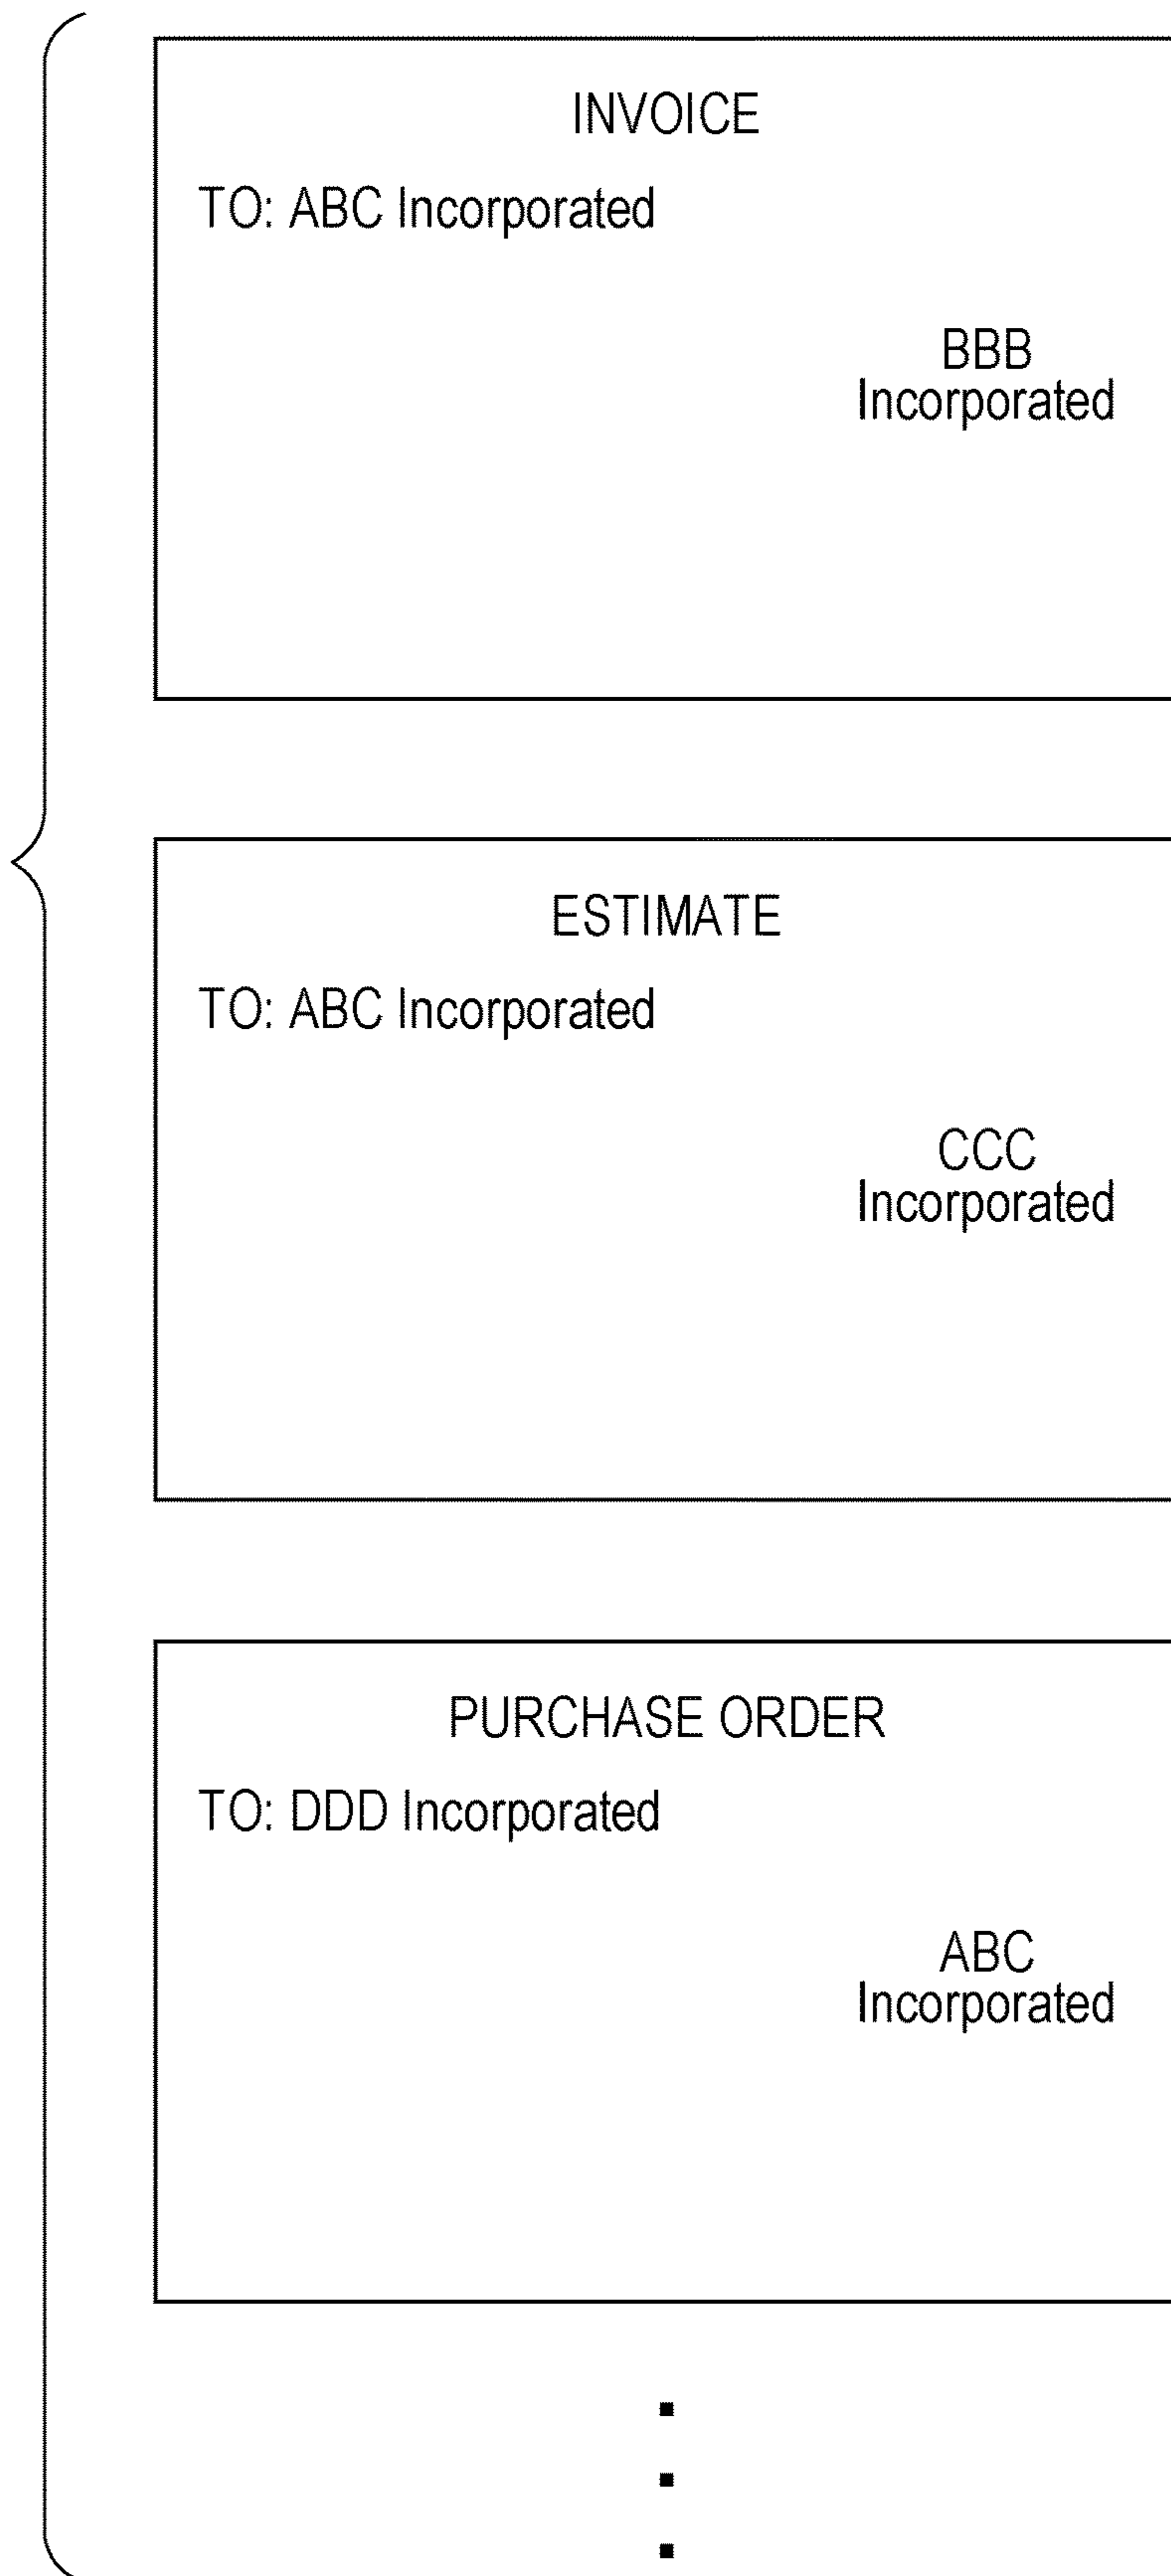 INVOICE
TO: ABC Incorporated
BBB
Incorporated
ESTIMATE
TO: ABC Incorporated
CCC
Incorporated
PURCHASE ORDER
TO: DDD Incorporated
ABC
Incorporated